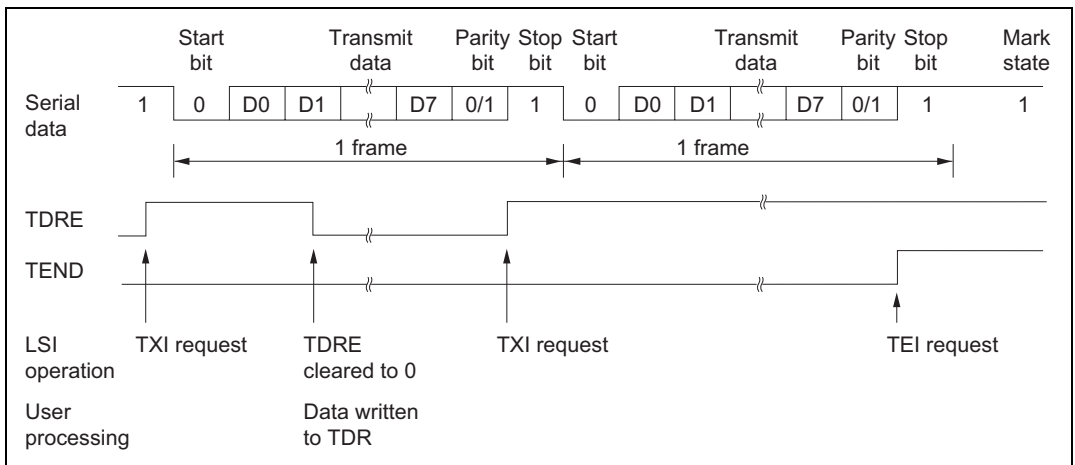 Start bit Transmit data Parity bit Stop bit Start bit Transmit data Parity bit Stop bit Mark state
Serial data 1 0 D0 D1 D7 0/1 1 0 D0 D1 D7 0/1 1 1
1 frame 1 frame
TDRE
TEND
LSI operation TXI request TDRE cleared to 0 TXI request TEI request
User processing Data written to TDR